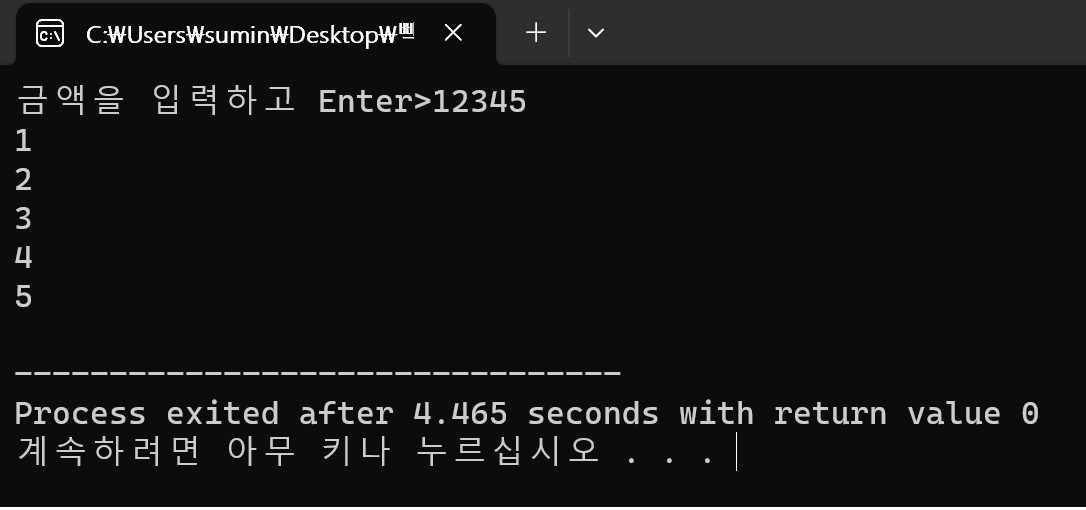 C:\Users\sumin\Desktop\
금액을 입력하고 Enter>12345
1
2
3
4
5
--------------------------------
Process exited after 4.465 seconds with return value 0
계속하려면 아무 키나 누르십시오 . . .